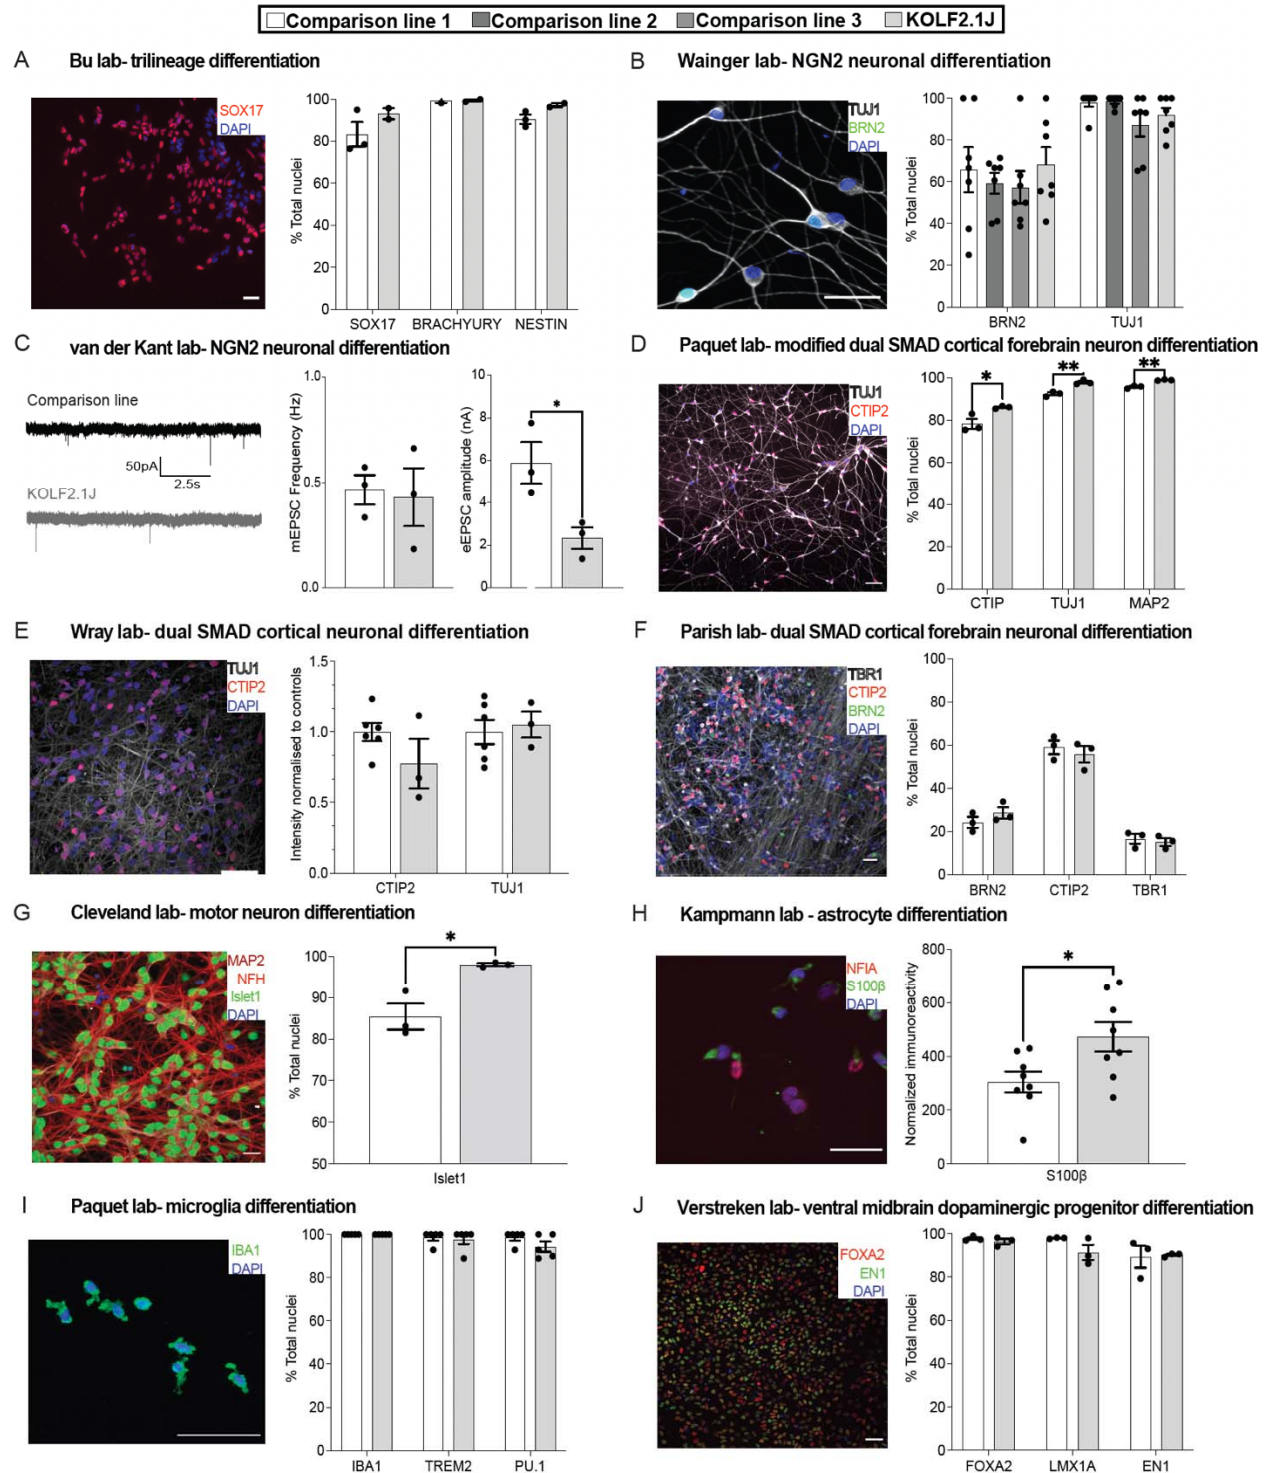 Comparison line 1 Comparison line 2 Comparison line 3 KOLF2.1J
A Bu lab- trilineage differentiation
SOX17
DAPI
% Total nuclei
100
80
60
40
20
0
SOX17 BRACHYURY NESTIN
B Wainger lab- NGN2 neuronal differentiation
TUJ1
BRN2
DAPI
% Total nuclei
100
80
60
40
20
0
BRN2 TUJ1
C van der Kant lab- NGN2 neuronal differentiation
Comparison line
50pA
2.5s
KOLF2.1J
mEPSC Frequency (Hz)
1.0
0.5
0.0
eEPSC amplitude (nA)
10
8
6
4
2
0
*
D Paquet lab- modified dual SMAD cortical forebrain neuron differentiation
TUJ1
CTIP2
DAPI
% Total nuclei
100
80
60
40
20
0
* ** **
CTIP TUJ1 MAP2
E Wray lab- dual SMAD cortical neuronal differentiation
TUJ1
CTIP2
DAPI
Intensity normalised to controls
1.5
1.0
0.5
0.0
CTIP2 TUJ1
F Parish lab- dual SMAD cortical forebrain neuronal differentiation
TBR1
CTIP2
BRN2
DAPI
% Total nuclei
100
80
60
40
20
0
BRN2 CTIP2 TBR1
G Cleveland lab- motor neuron differentiation
MAP2
NFH
Islet1
DAPI
% Total nuclei
100
90
80
70
60
50
*
Islet1
H Kampmann lab - astrocyte differentiation
NFIA
S100β
DAPI
Normalized immunoreactivity
800
600
400
200
0
*
S100β
I Paquet lab- microglia differentiation
IBA1
DAPI
% Total nuclei
100
80
60
40
20
0
IBA1 TREM2 PU.1
J Verstreken lab- ventral midbrain dopaminergic progenitor differentiation
FOXA2
EN1
DAPI
% Total nuclei
100
80
60
40
20
0
FOXA2 LMX1A EN1